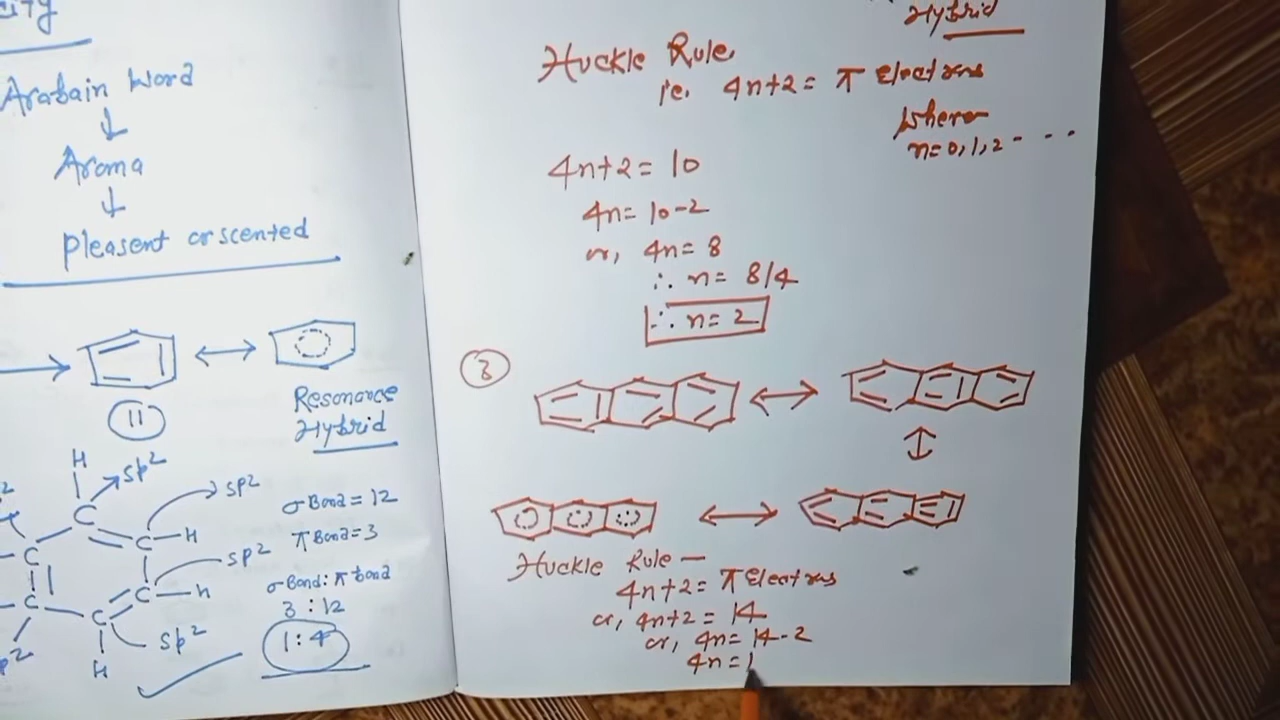 city
Arabain Word
↓
Aroma
↓
Pleasent or scented
11
Resonance
Hybrid
H
sp²
sp²
C
C
H
C
C
sp²
C
H
C
sp²
H
σ Bond = 12
π Bond = 3
σ Bond : π bond
3 : 12
1 : 4
Hybrid
Huckle Rule
i.e. 4n+2 = π Electrons
Where
n=0,1,2- - - -
4n+2 = 10
4n= 10-2
or, 4n= 8
∴ n= 8/4
∴ n= 2
3
Huckle Rule —
4n+2= π Electrons
or, 4n+2 = 14
or, 4n= 14-2
4n=1